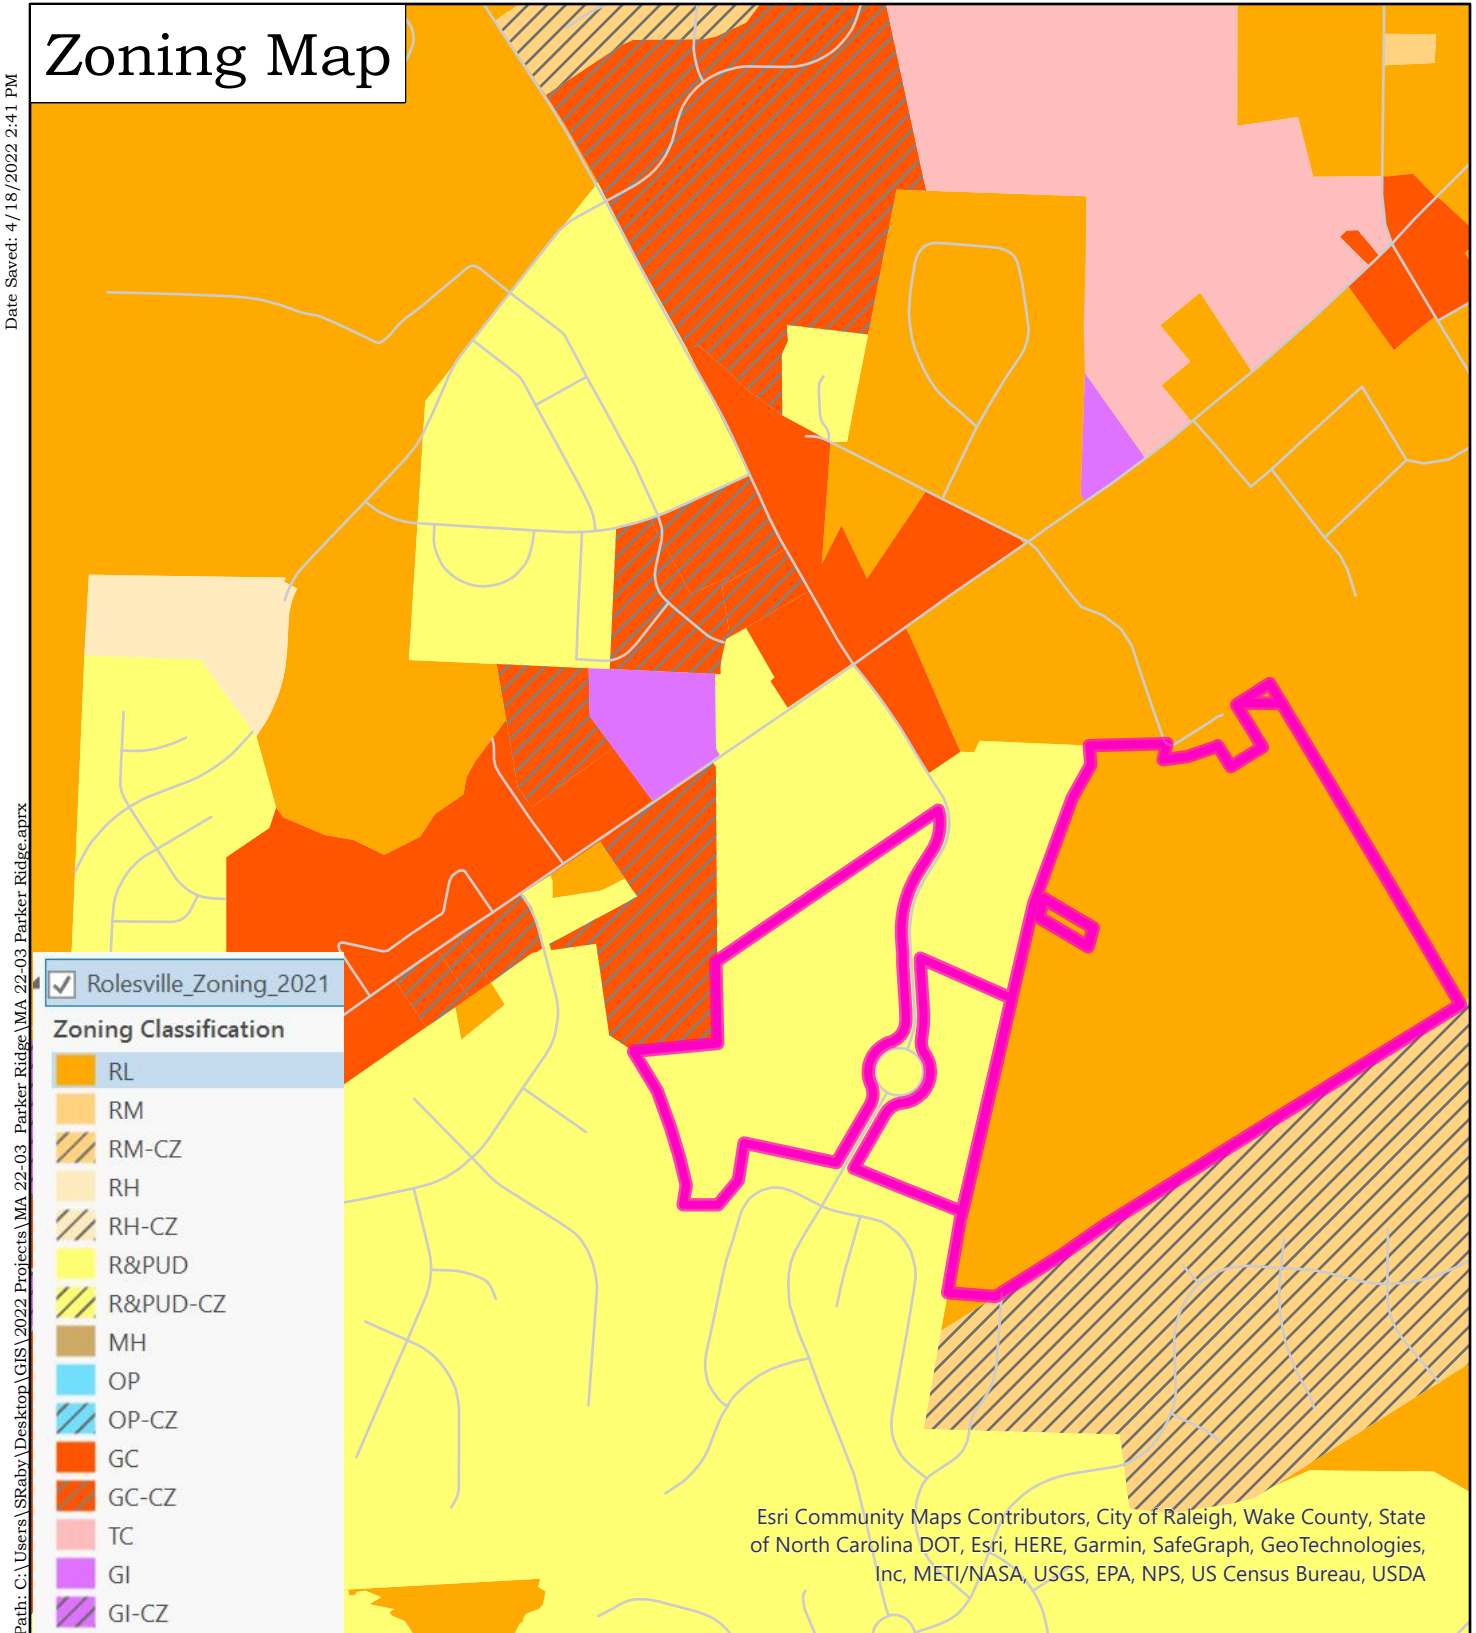 Zoning Map
Date Saved: 4/18/2022 2:41 PM
Path: C:\Users\SRaby\Desktop\GIS\2022 Projects\MA 22-03 Parker Ridge\MA 22-03 Parker Ridge.aprx
Rolesville_Zoning_2021
Zoning Classification
RL
RM
RM-CZ
RH
RH-CZ
R&PUD
R&PUD-CZ
MH
OP
OP-CZ
GC
GC-CZ
TC
GI
GI-CZ
Esri Community Maps Contributors, City of Raleigh, Wake County, State
of North Carolina DOT, Esri, HERE, Garmin, SafeGraph, GeoTechnologies,
Inc, METI/NASA, USGS, EPA, NPS, US Census Bureau, USDA